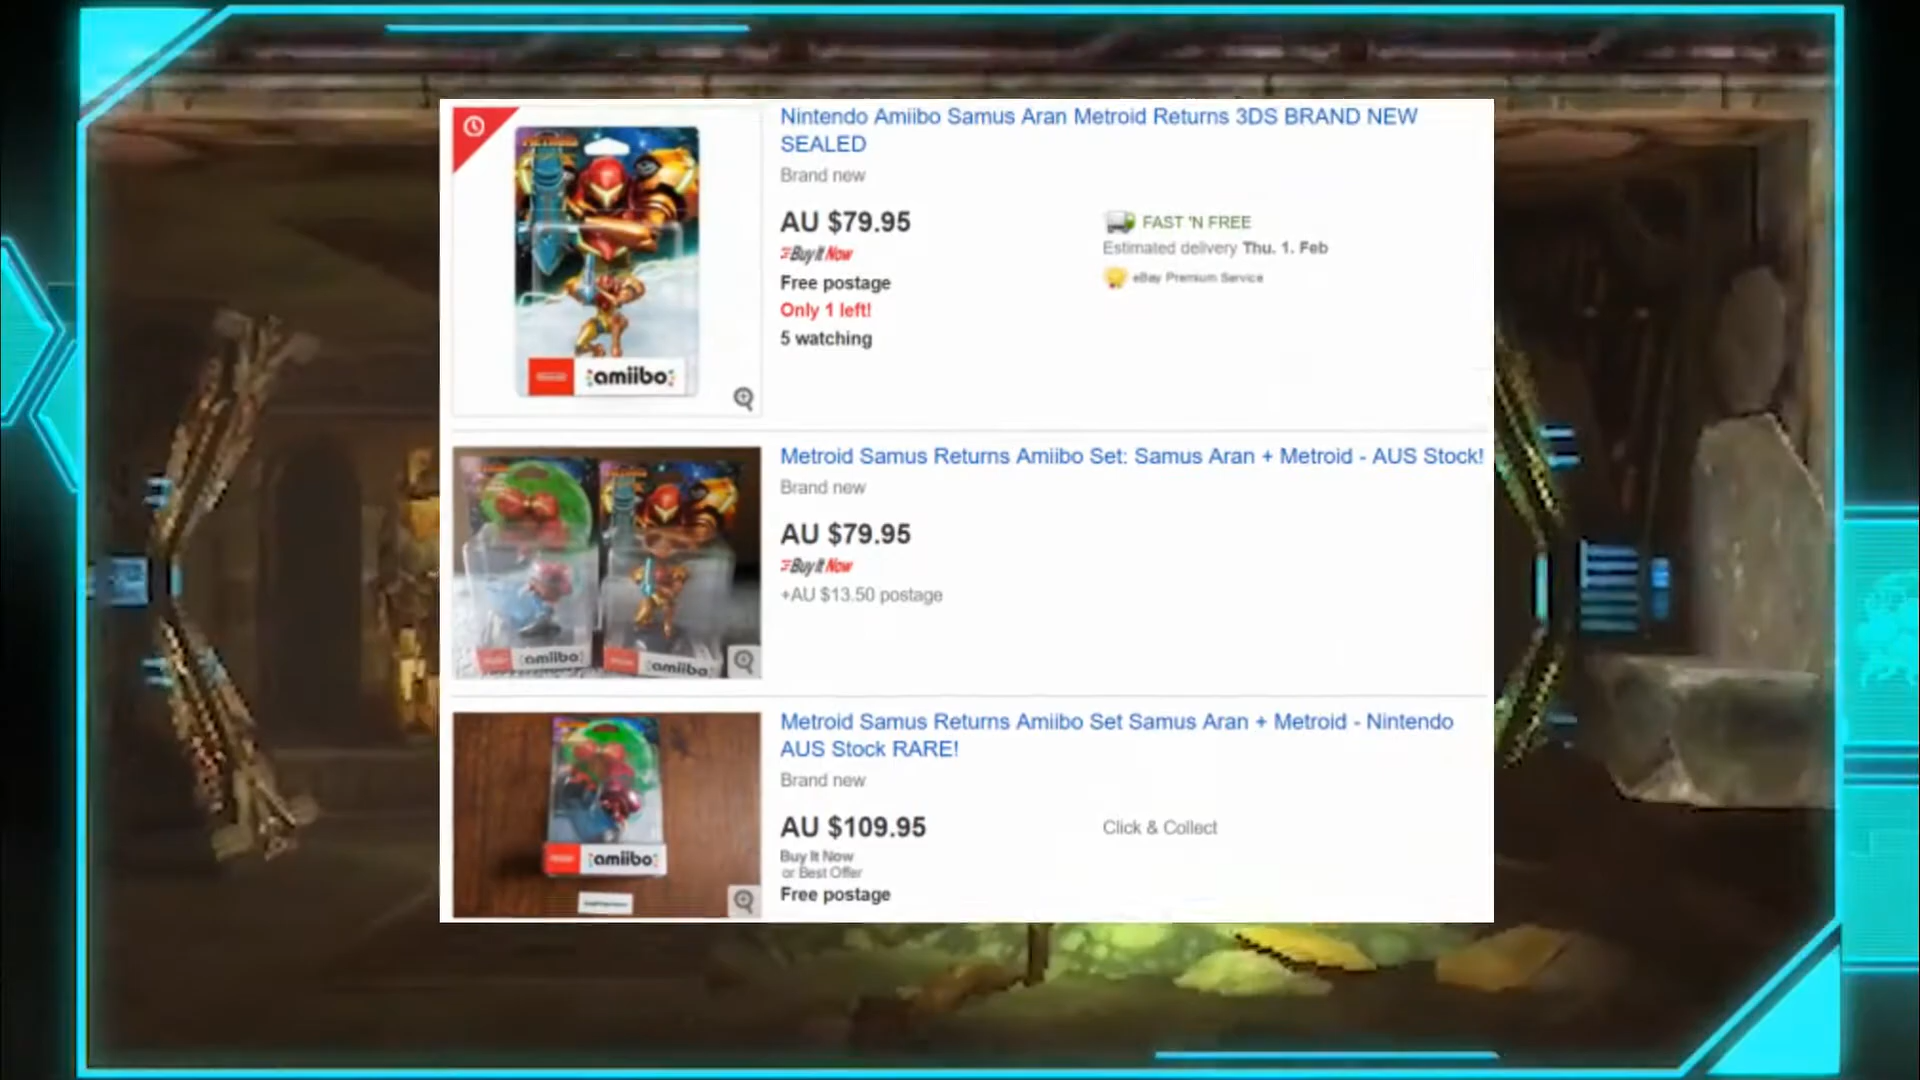 Nintendo Amiibo Samus Aran Metroid Returns 3DS BRAND NEW
SEALED
Brand new
AU $79.95
Buy It Now
Free postage
Only 1 left!
5 watching
FAST 'N FREE
Estimated delivery Thu. 1. Feb
eBay Premium Service
amiibo
Metroid Samus Returns Amiibo Set: Samus Aran + Metroid - AUS Stock!
Brand new
AU $79.95
Buy It Now
+AU $13.50 postage
amiibo
amiibo
Metroid Samus Returns Amiibo Set Samus Aran + Metroid - Nintendo
AUS Stock RARE!
Brand new
AU $109.95
Buy It Now
or Best Offer
Free postage
Click & Collect
amiibo